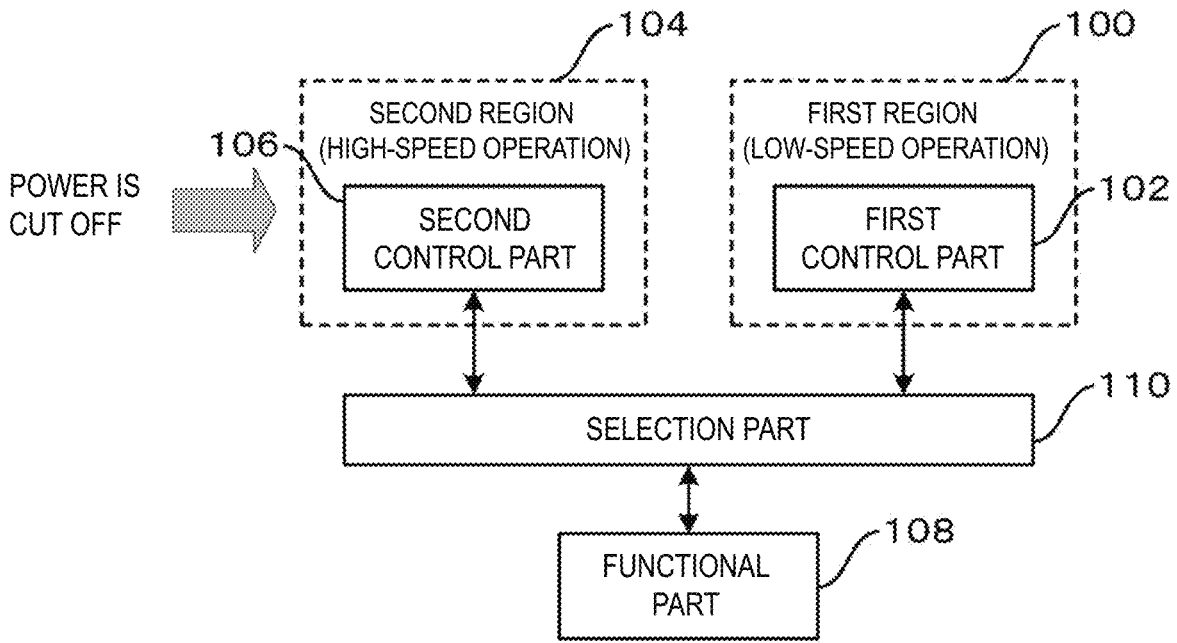 104
100
SECOND REGION
(HIGH-SPEED OPERATION)
FIRST REGION
(LOW-SPEED OPERATION)
106
POWER IS
CUT OFF
SECOND
CONTROL PART
FIRST
CONTROL PART
102
110
SELECTION PART
108
FUNCTIONAL
PART